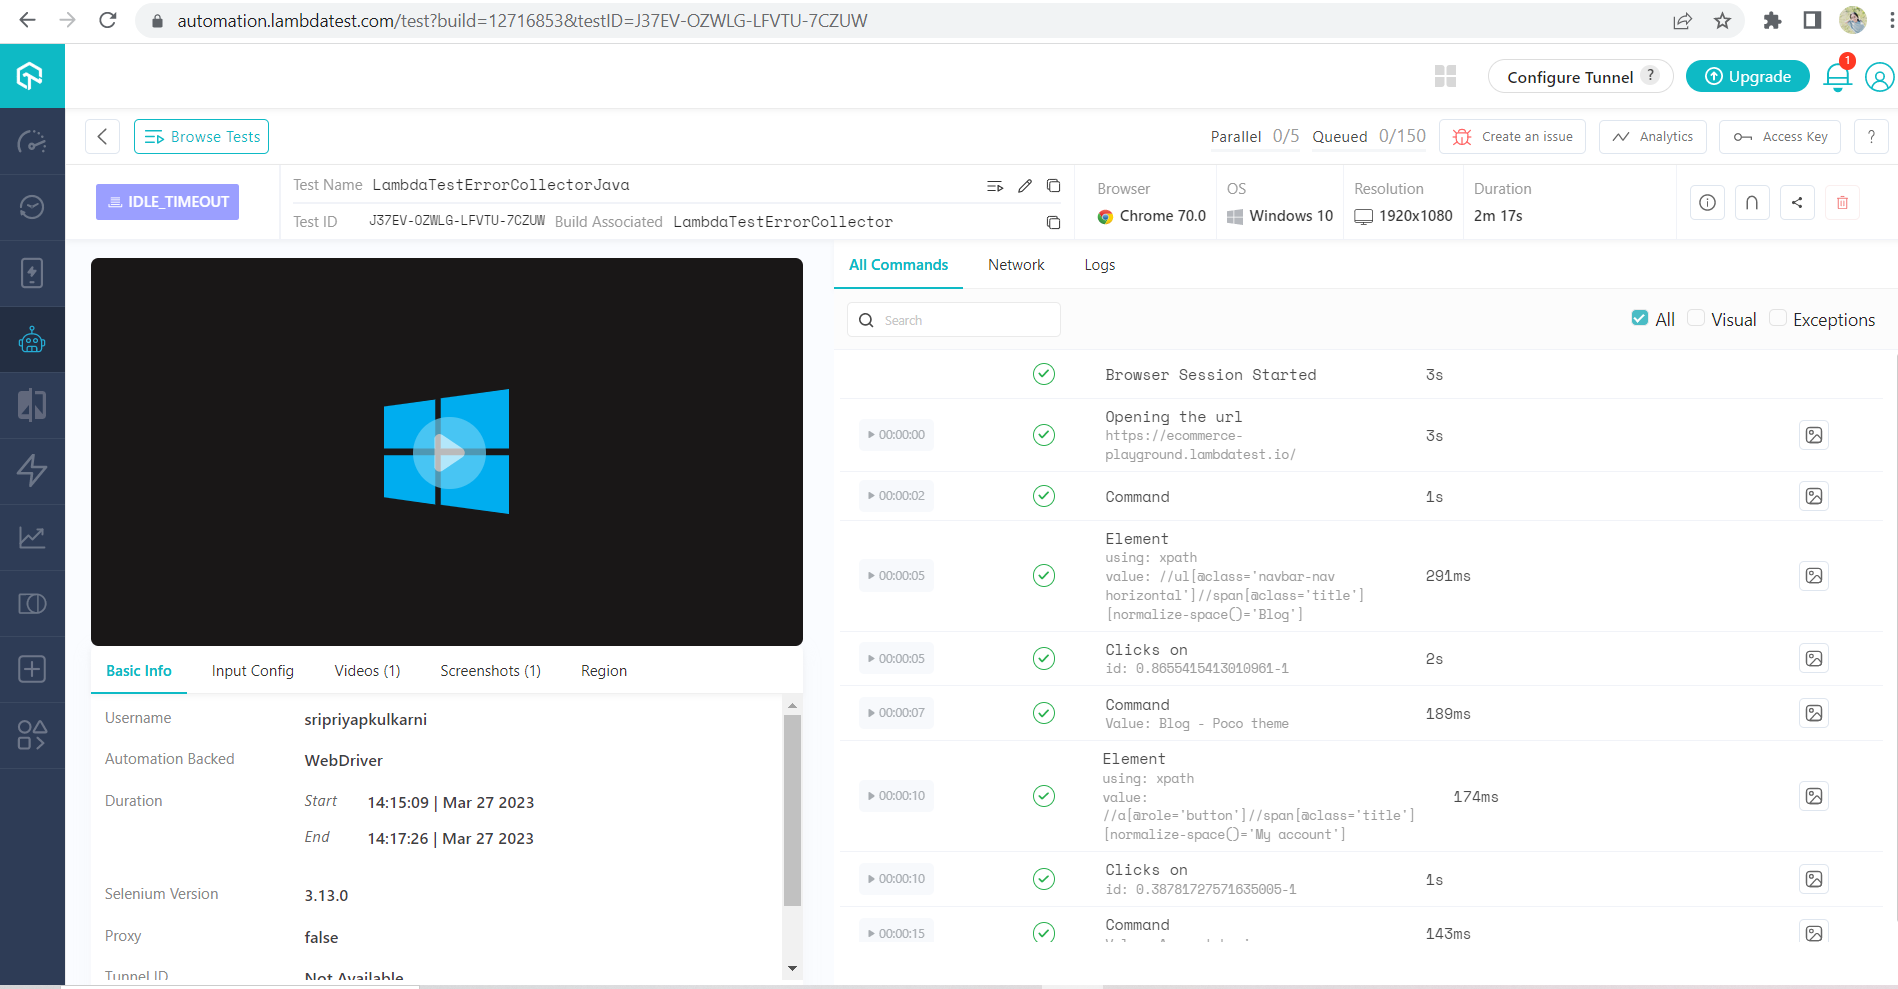 automation.lambdatest.com/test?build=12716853&testID=J37EV-OZWLG-LFVTU-7CZUW
Configure Tunnel ?
Upgrade
1
Browse Tests
Parallel 0/5 Queued 0/150
Create an issue
Analytics
Access Key
?
IDLE_TIMEOUT
Test Name LambdaTestErrorCollectorJava
Test ID J37EV-OZWLG-LFVTU-7CZUW Build Associated LambdaTestErrorCollector
Browser
Chrome 70.0
OS
Windows 10
Resolution
1920x1080
Duration
2m 17s
Basic Info Input Config Videos (1) Screenshots (1) Region
Username sripriyapkulkarni
Automation Backed WebDriver
Duration Start 14:15:09 | Mar 27 2023
End 14:17:26 | Mar 27 2023
Selenium Version 3.13.0
Proxy false
Tunnel ID Not Available
All Commands Network Logs
Search
All Visual Exceptions
Browser Session Started 3s
00:00:00
Opening the url
https://ecommerce-
playground.lambdatest.io/
3s
00:00:02 Command 1s
00:00:05
Element
using: xpath
value: //ul[@class='navbar-nav
horizontal']//span[@class='title']
[normalize-space()='Blog']
291ms
00:00:05
Clicks on
id: 0.8655415413010961-1
2s
00:00:07
Command
Value: Blog - Poco theme
189ms
00:00:10
Element
using: xpath
value:
//a[@role='button']//span[@class='title']
[normalize-space()='My account']
174ms
00:00:10
Clicks on
id: 0.38781727571635005-1
1s
00:00:15
Command
143ms